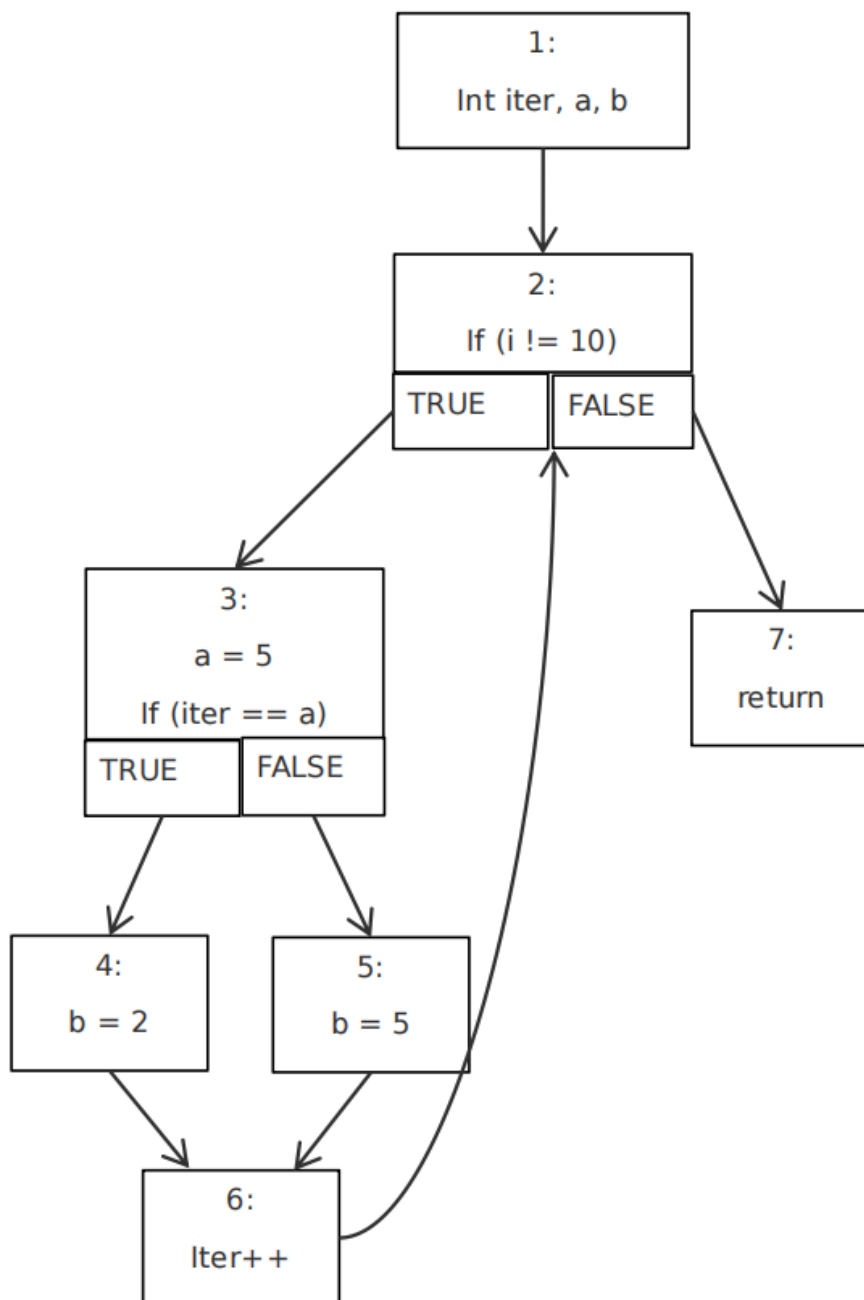 1:
Int iter, a, b
2:
If (i != 10)
TRUE
FALSE
3:
a = 5
If (iter == a)
TRUE
FALSE
7:
return
4:
b = 2
5:
b = 5
6:
Iter++